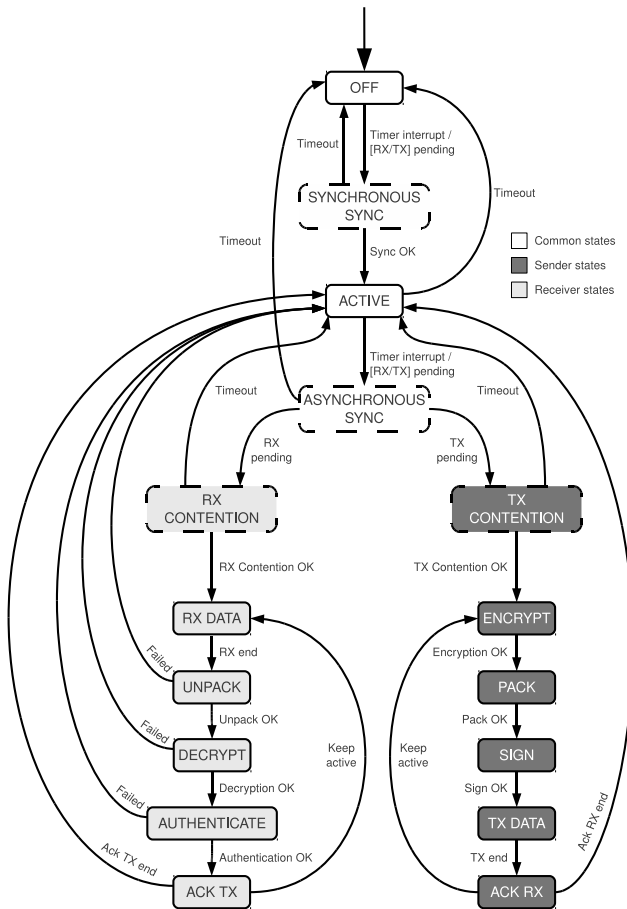 OFF
Timeout
Timer interrupt /
[RX/TX] pending
SYNCHRONOUS
SYNC
Timeout
Timeout
Sync OK
Common states
Sender states
Receiver states
ACTIVE
Timer interrupt /
[RX/TX] pending
Timeout
Timeout
ASYNCHRONOUS
SYNC
RX
pending
TX
pending
RX
CONTENTION
TX
CONTENTION
RX Contention OK
TX Contention OK
RX DATA
ENCRYPT
RX end
Encryption OK
Failed
UNPACK
PACK
Unpack OK
Pack OK
Failed
DECRYPT
Keep
active
Keep
active
SIGN
Decryption OK
Sign OK
Failed
AUTHENTICATE
TX DATA
Ack TX end
Authentication OK
TX end
Ack RX end
ACK TX
ACK RX